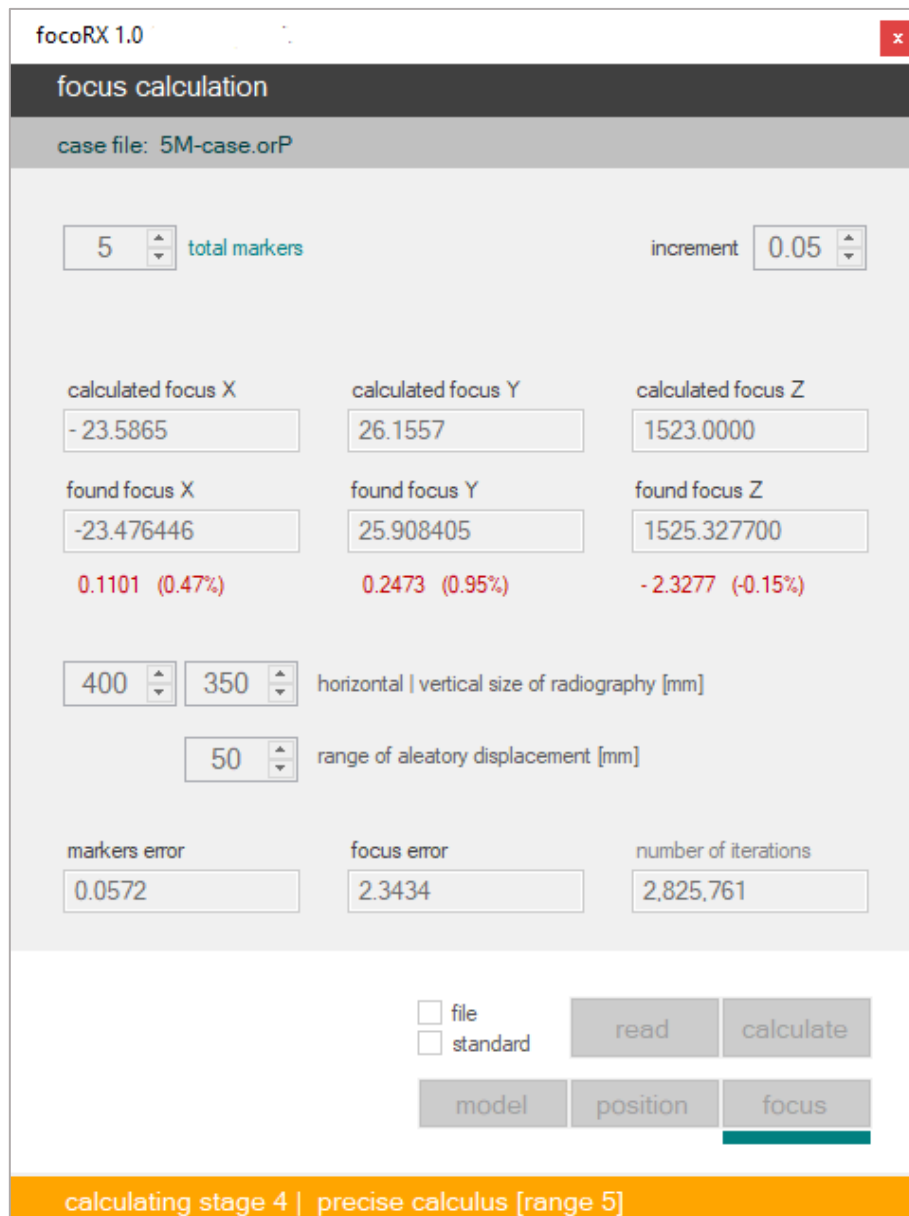 focoRX 1.0
x
focus calculation
case file: 5M-case.orP
5 total markers increment 0.05
calculated focus X calculated focus Y calculated focus Z
- 23.5865 26.1557 1523.0000
found focus X found focus Y found focus Z
-23.476446 25.908405 1525.327700
0.1101 (0.47%) 0.2473 (0.95%) - 2.3277 (-0.15%)
400 350 horizontal | vertical size of radiography [mm]
50 range of aleatory displacement [mm]
markers error focus error number of iterations
0.0572 2.3434 2,825,761
file
standard
read calculate
model position focus
calculating stage 4 | precise calculus [range 5]